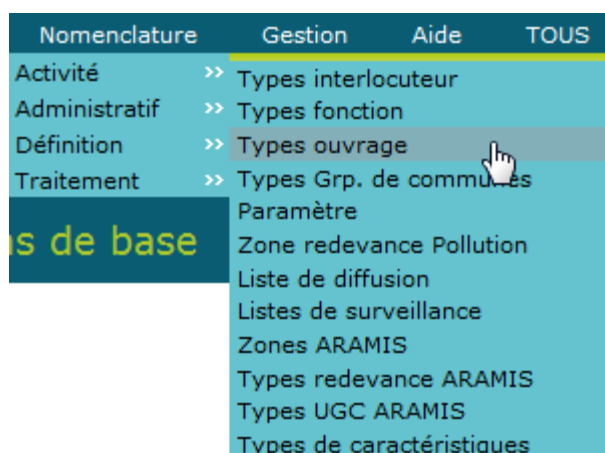 Nomenclature Gestion Aide TOUS
Activité >>
Administratif >>
Définition >>
Traitement >>
Types interlocuteur
Types fonction
Types ouvrage
Types Grp. de communes
Paramètre
Zone redevance Pollution
Liste de diffusion
Listes de surveillance
Zones ARAMIS
Types redevance ARAMIS
Types UGC ARAMIS
Types de caractéristiques
ns de base